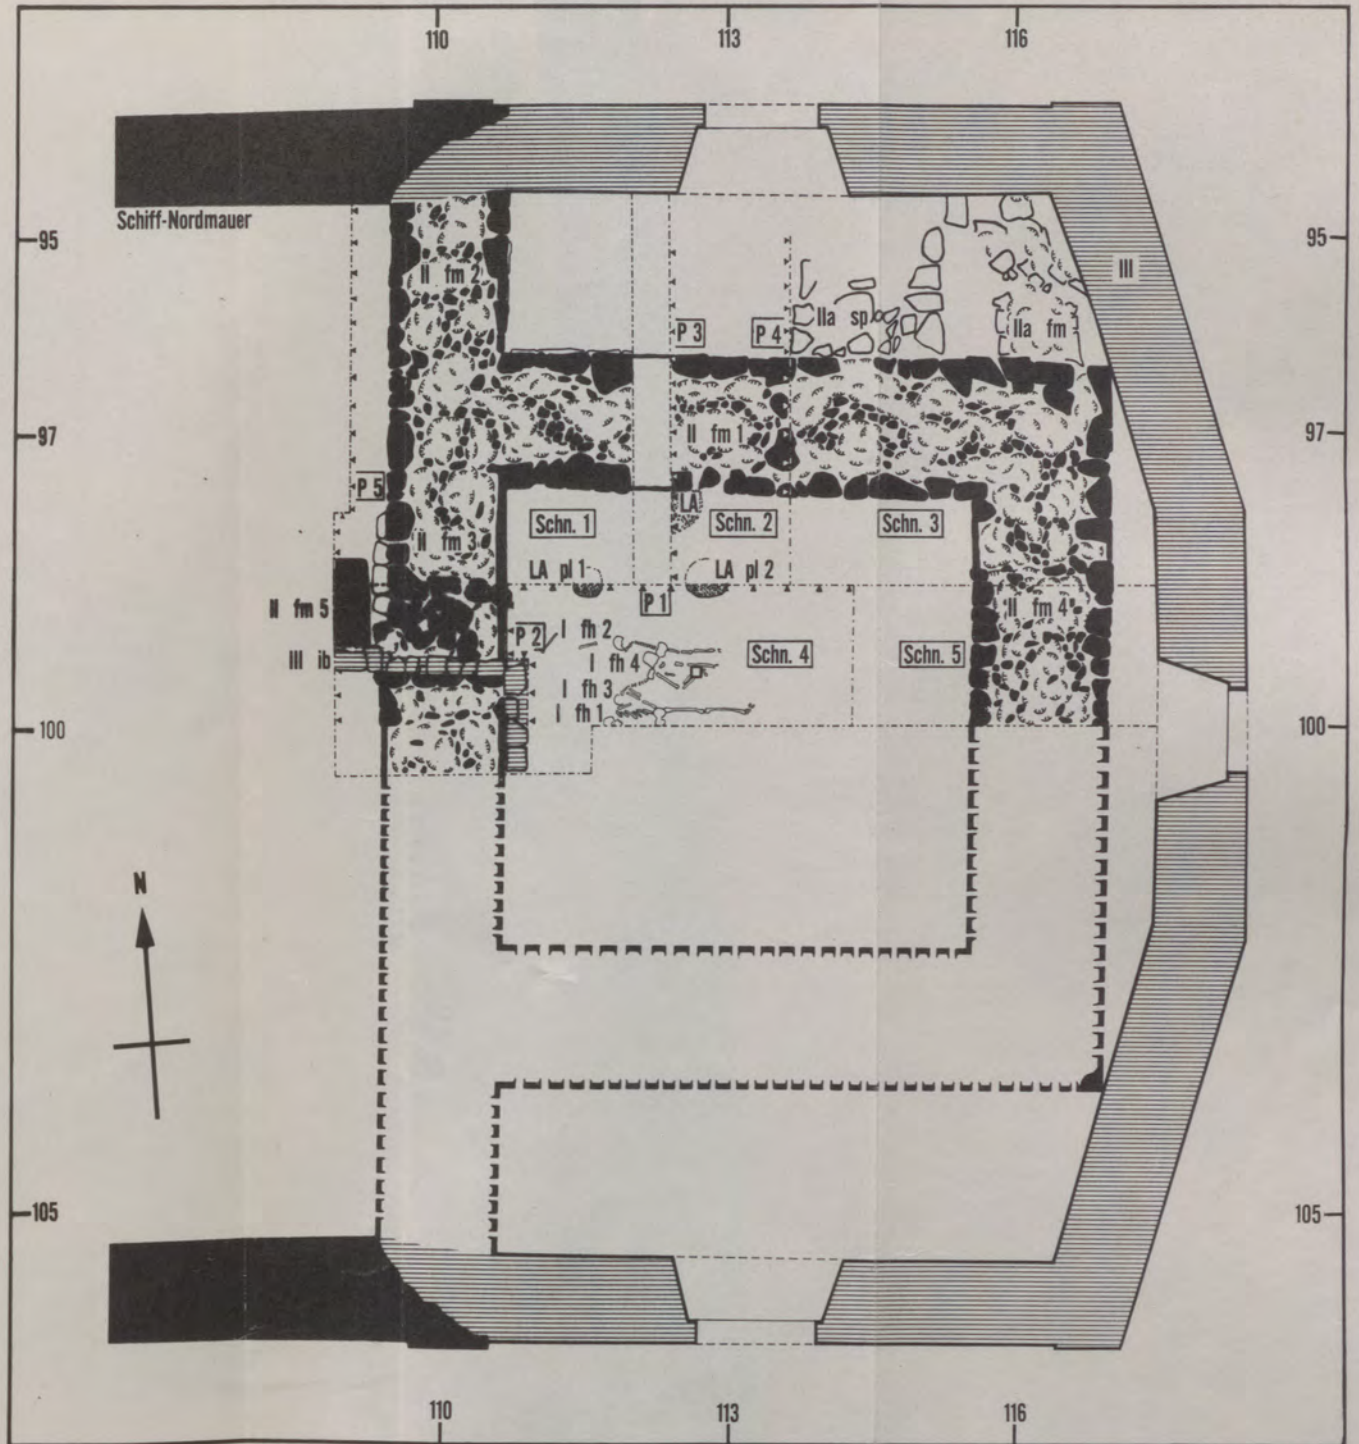 110 113 116
Schiff-Nordmauer
95 95
II fm 2
III
P 3 P 4 IIa sp IIa fm
97 II fm 1 97
P 5
LA
Schn. 1 Schn. 2 Schn. 3
II fm 3
LA pl 1 LA pl 2
P 1
II fm 5 II fm 4
P 2 I fh 2
III ib I fh 4 Schn. 4 Schn. 5
I fh 3
I fh 1
100 100
N
105 105
110 113 116